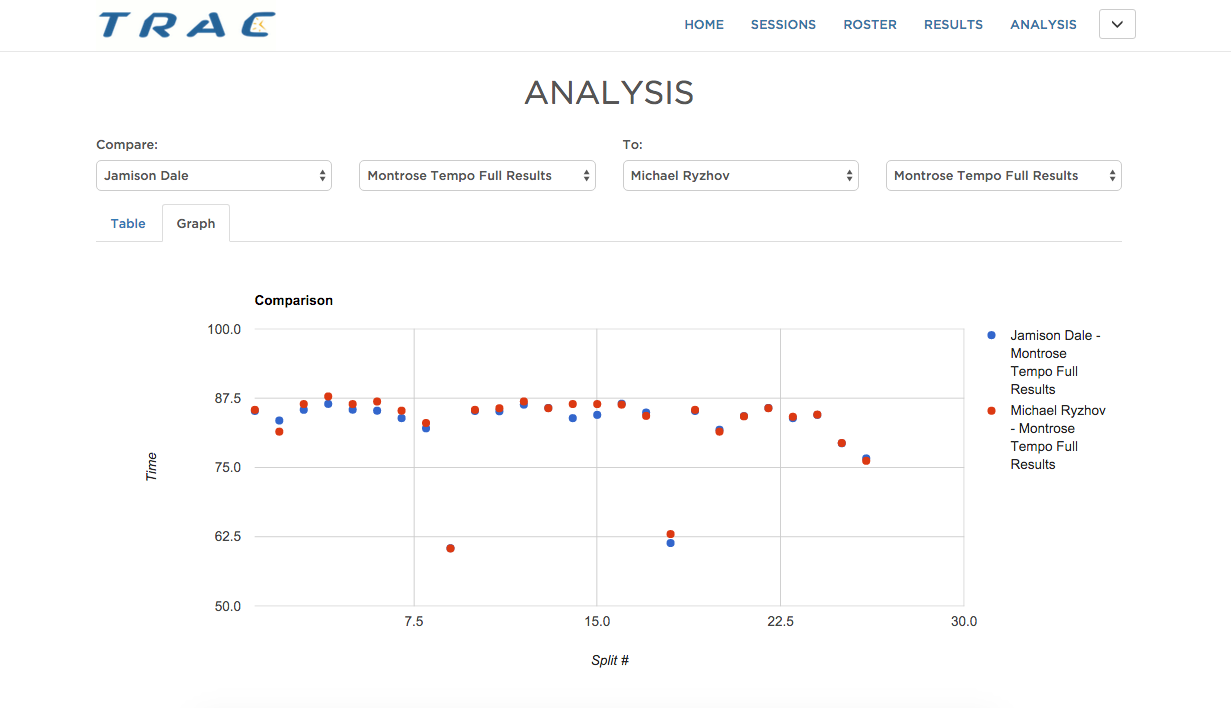 TRAC
HOME SESSIONS ROSTER RESULTS ANALYSIS
ANALYSIS
Compare: To:
Jamison Dale Montrose Tempo Full Results Michael Ryzhov Montrose Tempo Full Results
Table Graph
Comparison
100.0
87.5
75.0
62.5
50.0
Time
7.5 15.0 22.5 30.0
Split #
Jamison Dale -
Montrose
Tempo Full
Results
Michael Ryzhov
- Montrose
Tempo Full
Results